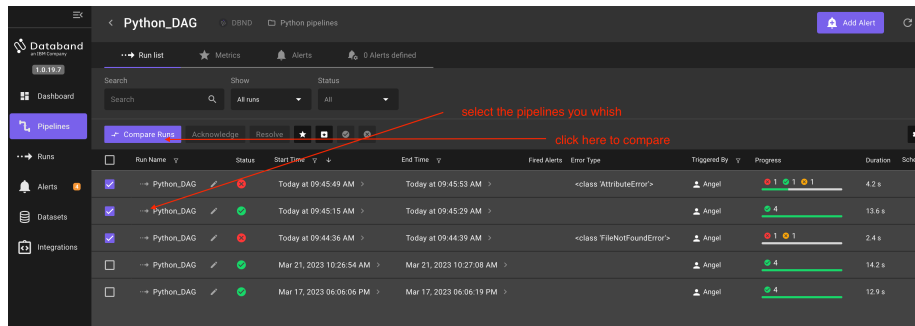 Python_DAG DBND Python pipelines Add Alert
Databand
an IBM Company
1.0.19.7
Run list Metrics Alerts 0 Alerts defined
Search Show Status
Search All runs All
Dashboard
select the pipelines you whish
Pipelines
Compare Runs Acknowledge Resolve
click here to compare
Runs
Run Name Status Start Time End Time Fired Alerts Error Type Triggered By Progress Duration Sche
Alerts 4
Python_DAG Today at 09:45:49 AM Today at 09:45:53 AM <class 'AttributeError'> Angel 1 1 1 4.2 s
Datasets
Python_DAG Today at 09:45:15 AM Today at 09:45:29 AM Angel 4 13.6 s
Integrations
Python_DAG Today at 09:44:36 AM Today at 09:44:39 AM <class 'FileNotFoundError'> Angel 1 1 2.4 s
Python_DAG Mar 21, 2023 10:26:54 AM Mar 21, 2023 10:27:08 AM Angel 4 14.2 s
Python_DAG Mar 17, 2023 06:06:06 PM Mar 17, 2023 06:06:19 PM Angel 4 12.9 s